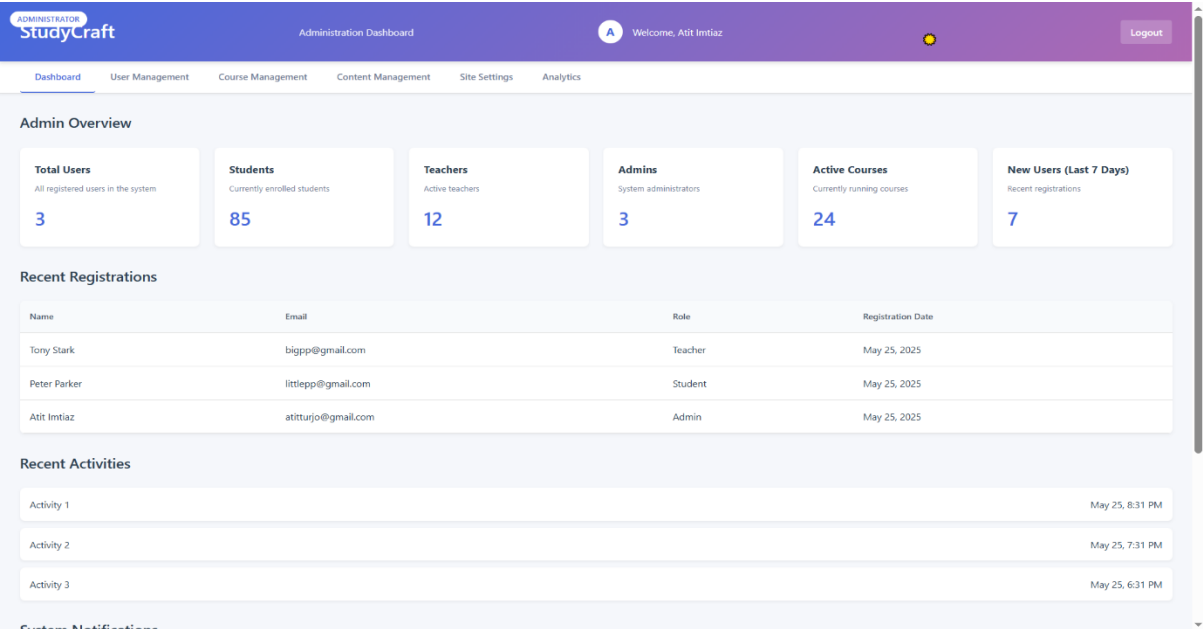 ADMINISTRATOR
StudyCraft
Administration Dashboard
A
Welcome, Atit Imtiaz
Logout
Dashboard User Management Course Management Content Management Site Settings Analytics
Admin Overview
Total Users
All registered users in the system
3
Students
Currently enrolled students
85
Teachers
Active teachers
12
Admins
System administrators
3
Active Courses
Currently running courses
24
New Users (Last 7 Days)
Recent registrations
7
Recent Registrations
Name Email Role Registration Date
Tony Stark bigpp@gmail.com Teacher May 25, 2025
Peter Parker littlepp@gmail.com Student May 25, 2025
Atit Imtiaz atitturjo@gmail.com Admin May 25, 2025
Recent Activities
Activity 1 May 25, 8:31 PM
Activity 2 May 25, 7:31 PM
Activity 3 May 25, 6:31 PM
System Notifications